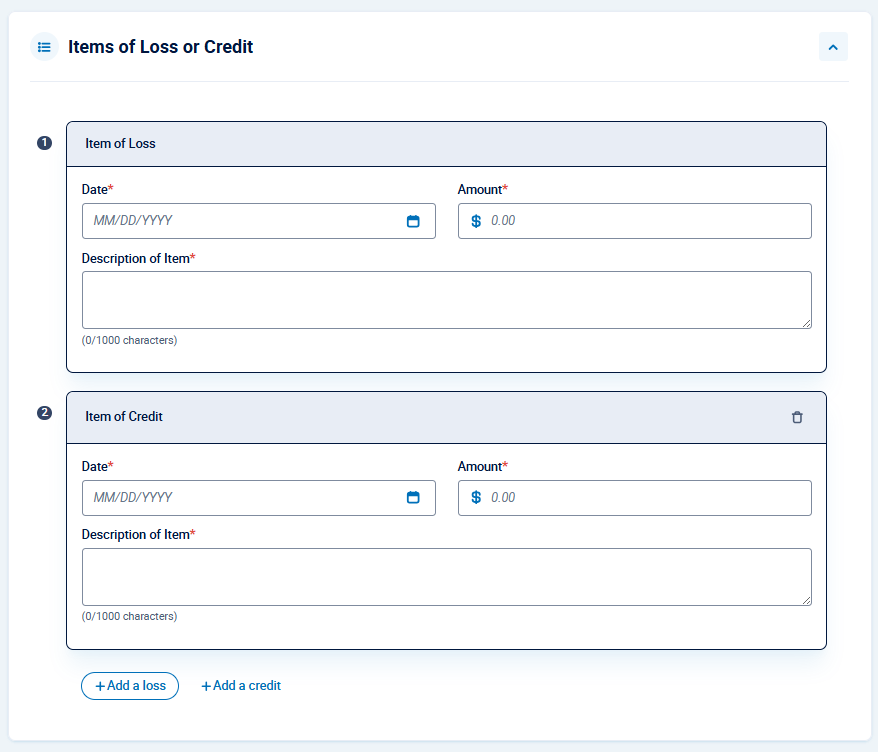 Items of Loss or Credit
1
Item of Loss
Date* Amount*
MM/DD/YYYY $ 0.00
Description of Item*
(0/1000 characters)
2
Item of Credit
Date* Amount*
MM/DD/YYYY $ 0.00
Description of Item*
(0/1000 characters)
+Add a loss +Add a credit